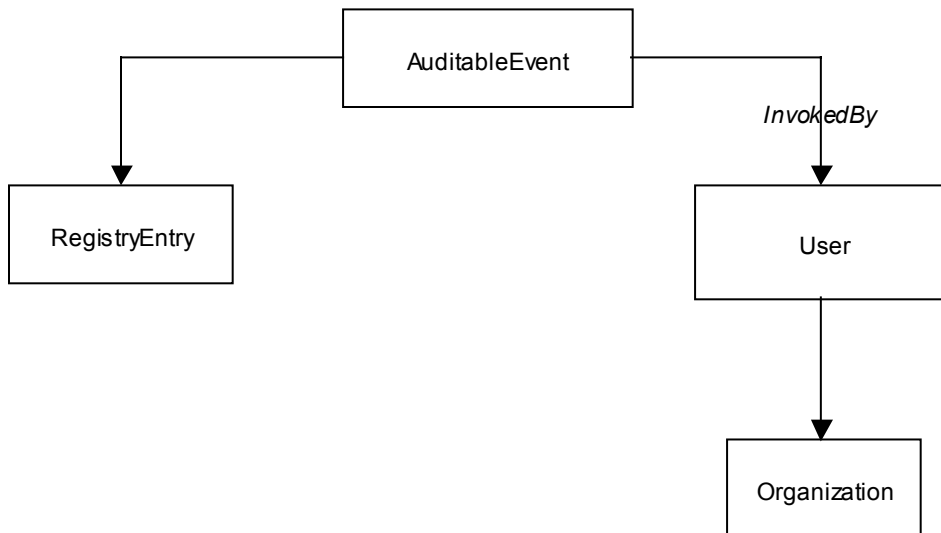 AuditableEvent
InvokedBy
RegistryEntry
User
Organization